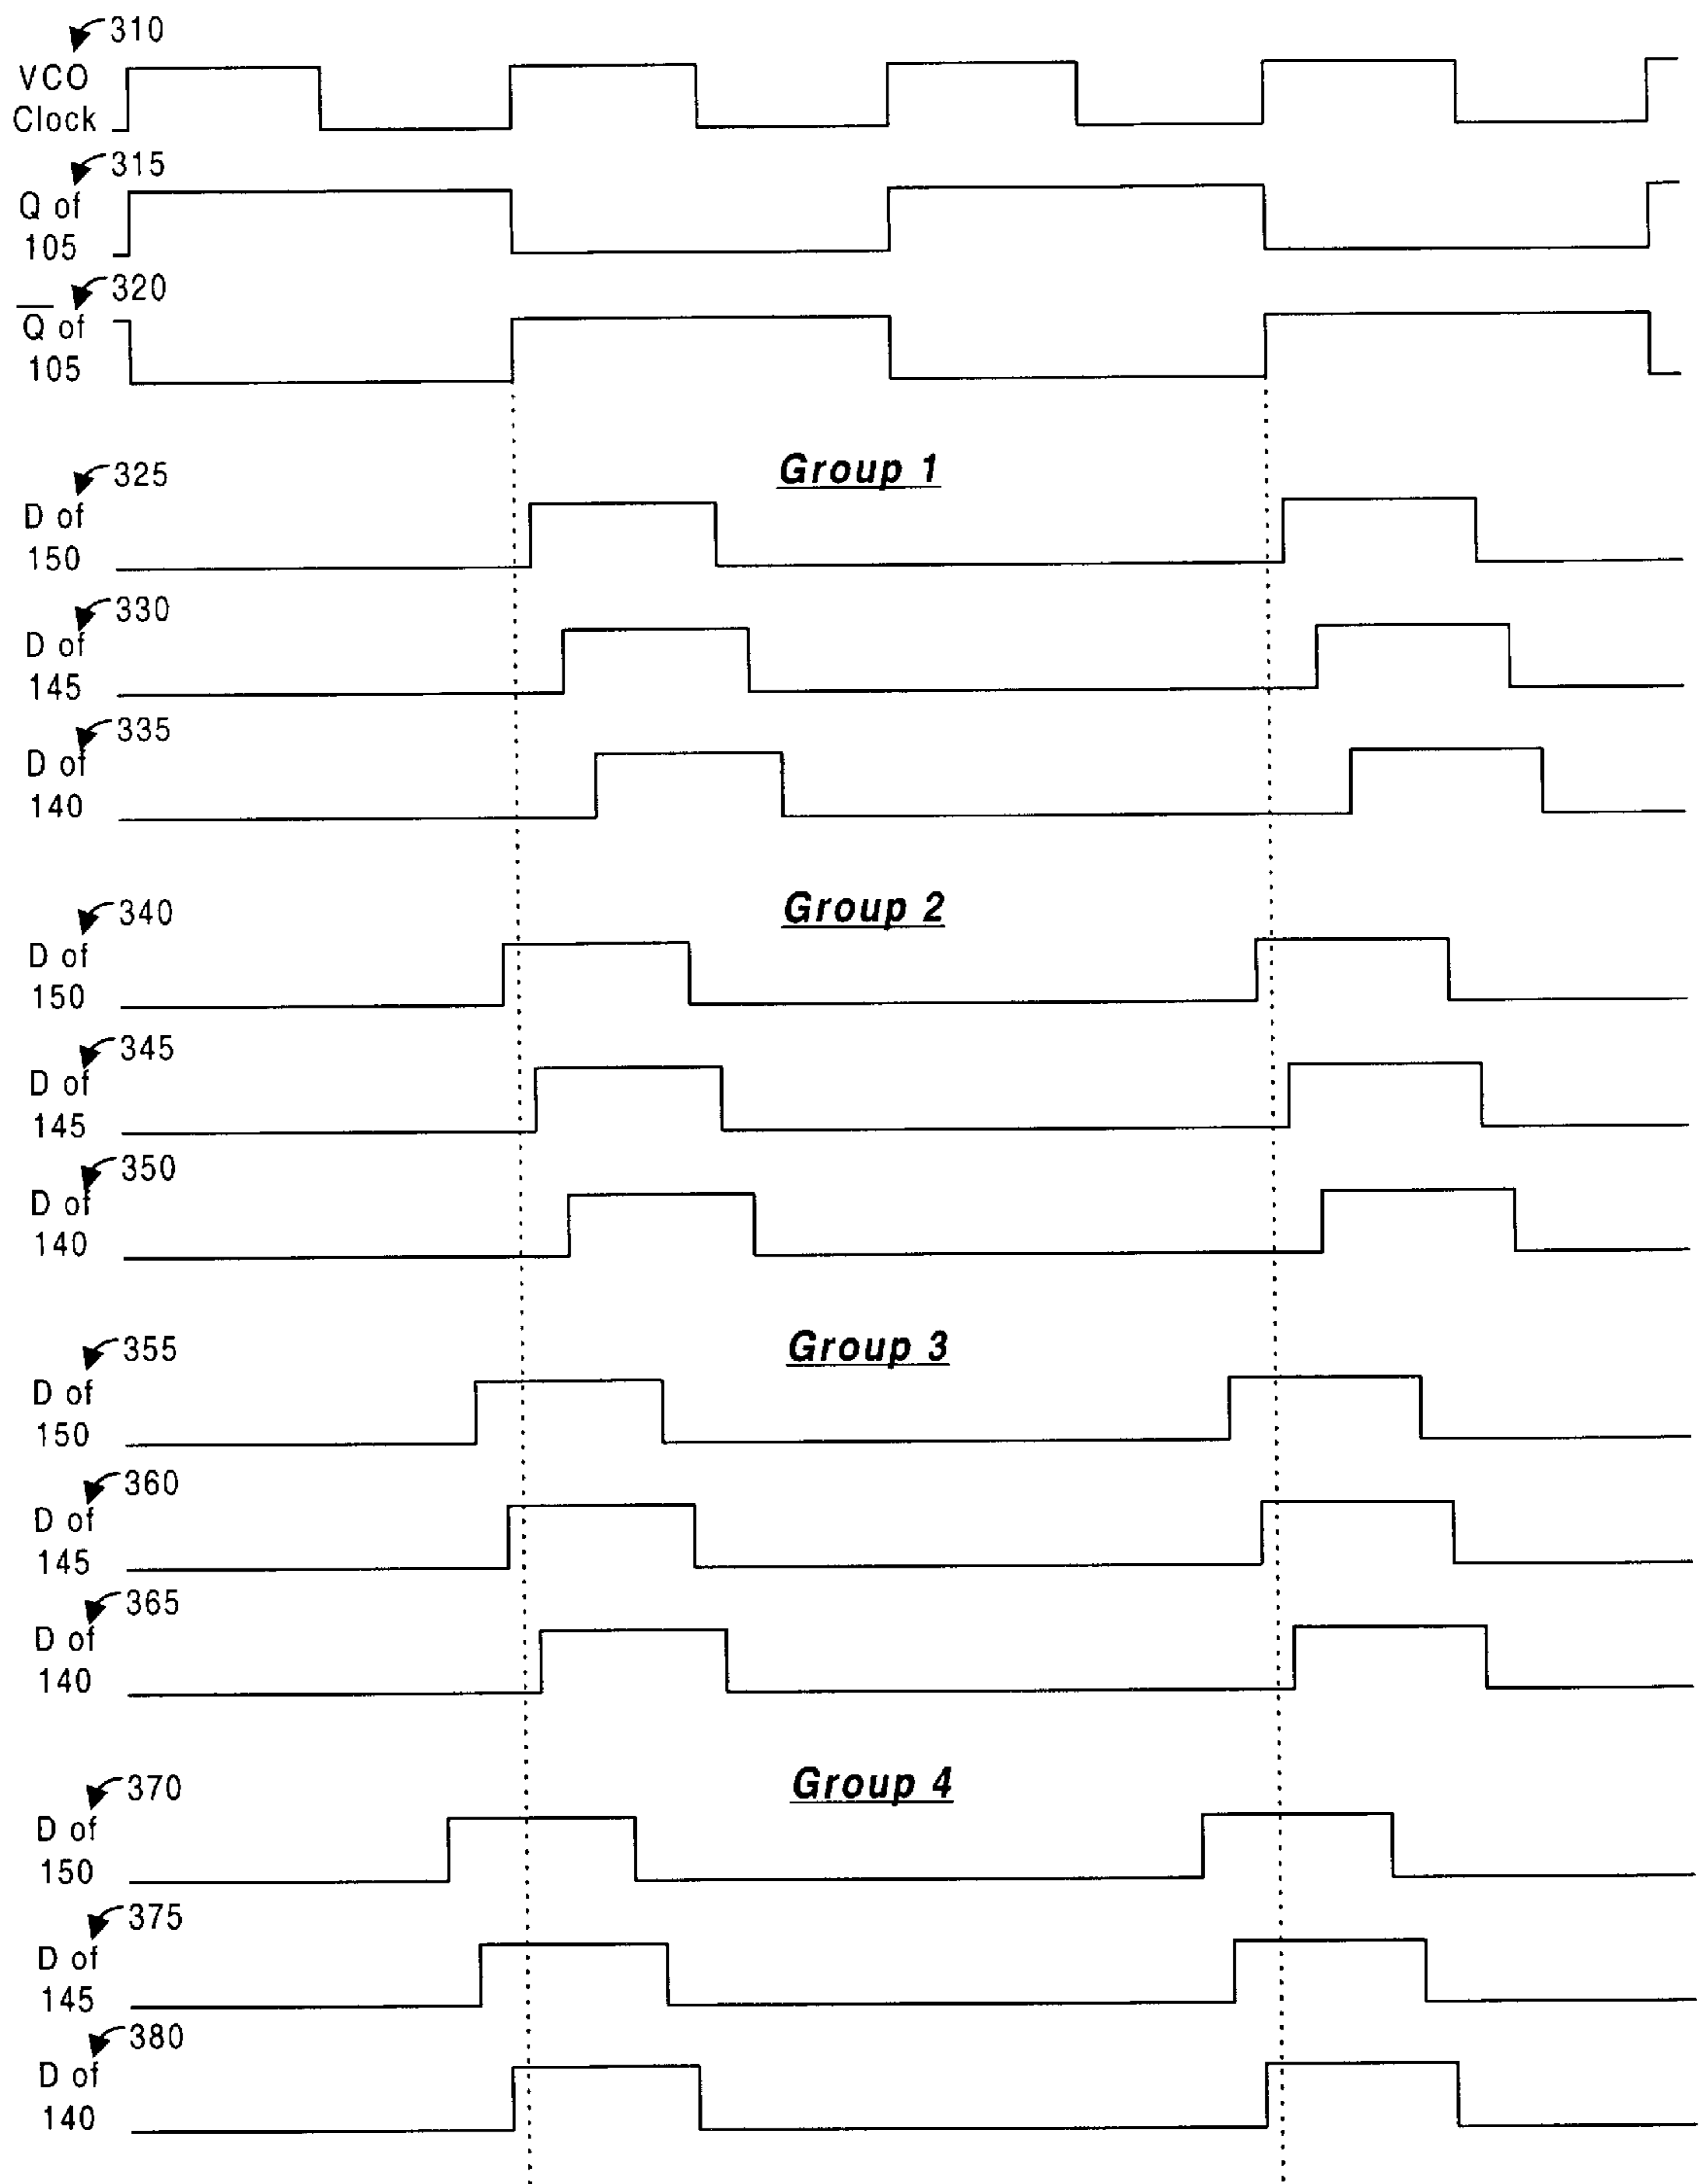 310
VCO
Clock
315
Q of
105
320
Q̅ of
105
Group 1
325
D of
150
330
D of
145
335
D of
140
Group 2
340
D of
150
345
D of
145
350
D of
140
Group 3
355
D of
150
360
D of
145
365
D of
140
Group 4
370
D of
150
375
D of
145
380
D of
140